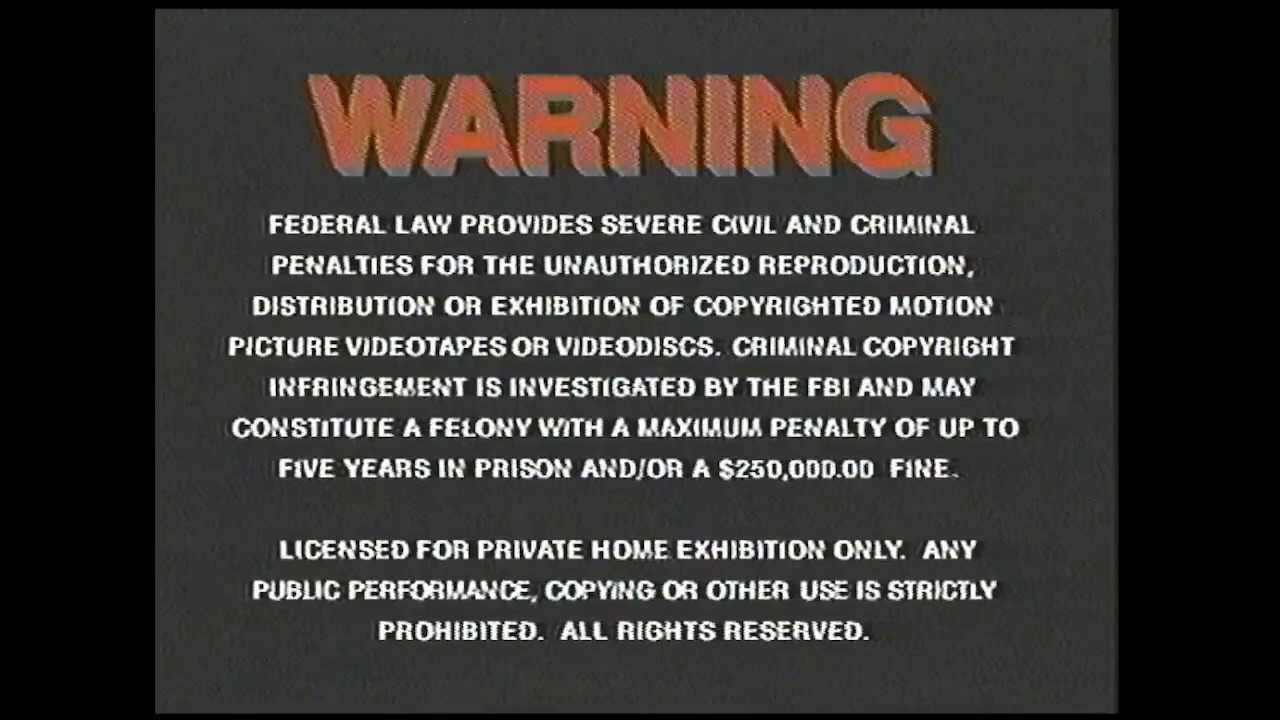 WARNING
FEDERAL LAW PROVIDES SEVERE CIVIL AND CRIMINAL
PENALTIES FOR THE UNAUTHORIZED REPRODUCTION,
DISTRIBUTION OR EXHIBITION OF COPYRIGHTED MOTION
PICTURE VIDEOTAPES OR VIDEODISCS. CRIMINAL COPYRIGHT
INFRINGEMENT IS INVESTIGATED BY THE FBI AND MAY
CONSTITUTE A FELONY WITH A MAXIMUM PENALTY OF UP TO
FIVE YEARS IN PRISON AND/OR A $250,000.00 FINE.
LICENSED FOR PRIVATE HOME EXHIBITION ONLY. ANY
PUBLIC PERFORMANCE, COPYING OR OTHER USE IS STRICTLY
PROHIBITED. ALL RIGHTS RESERVED.